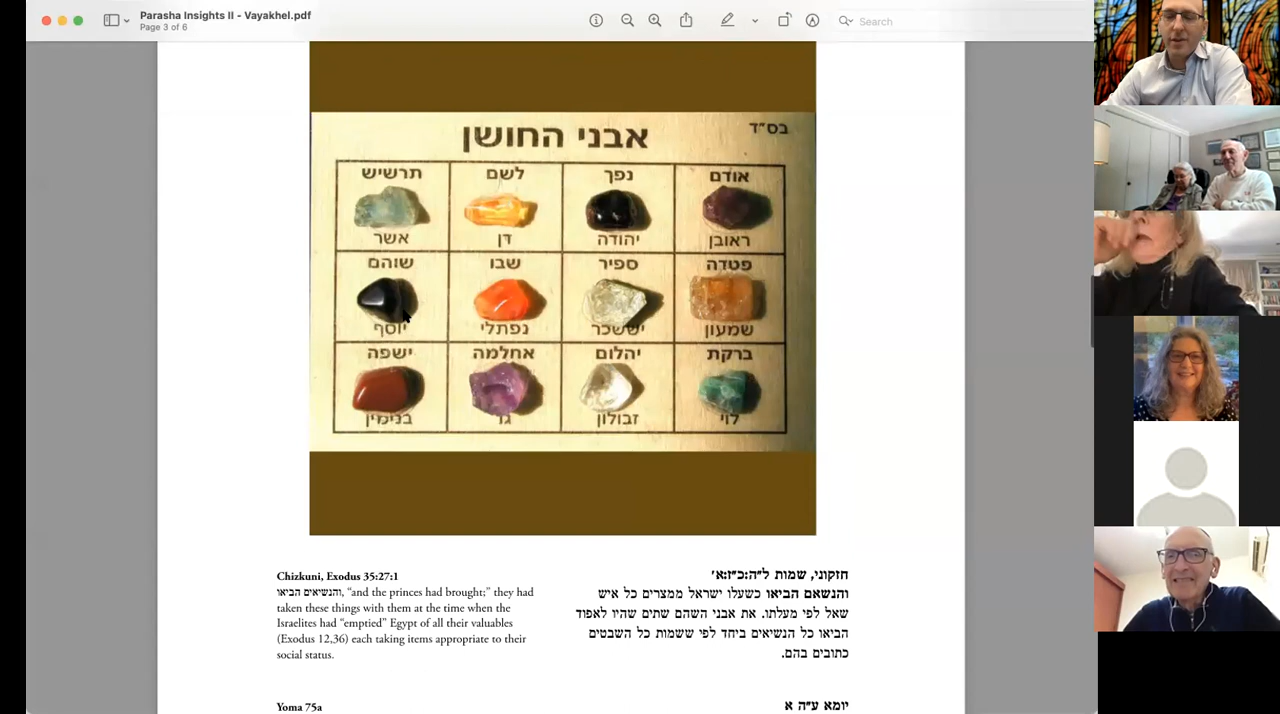 Parasha Insights II - Vayakhel.pdf
Page 3 of 6
Search
בס״ד
אבני החושן
אודם נפך לשם תרשיש
ראובן יהודה דן אשר
פטדה ספיר שבו שוהם
שמעון יששכר נפתלי יוסף
ברקת יהלום אחלמה ישפה
לוי זבולון גד בנימין
Chizkuni, Exodus 35:27:1
והנשיאים הביאו, “and the princes had brought;” they had
taken these things with them at the time when the
Israelites had “emptied” Egypt of all their valuables
(Exodus 12,36) each taking items appropriate to their
social status.
חזקוני, שמות ל״ה:כ״ז:א׳
והנשאם הביאו כשעלו ישראל ממצרים כל איש
שאל לפי מעלתו. את אבני השהם שתים שהיו לאפוד
הביאו כל הנשיאים ביחד לפי ששמות כל השבטים
כתובים בהם.
Yoma 75a
יומא ע״ה א